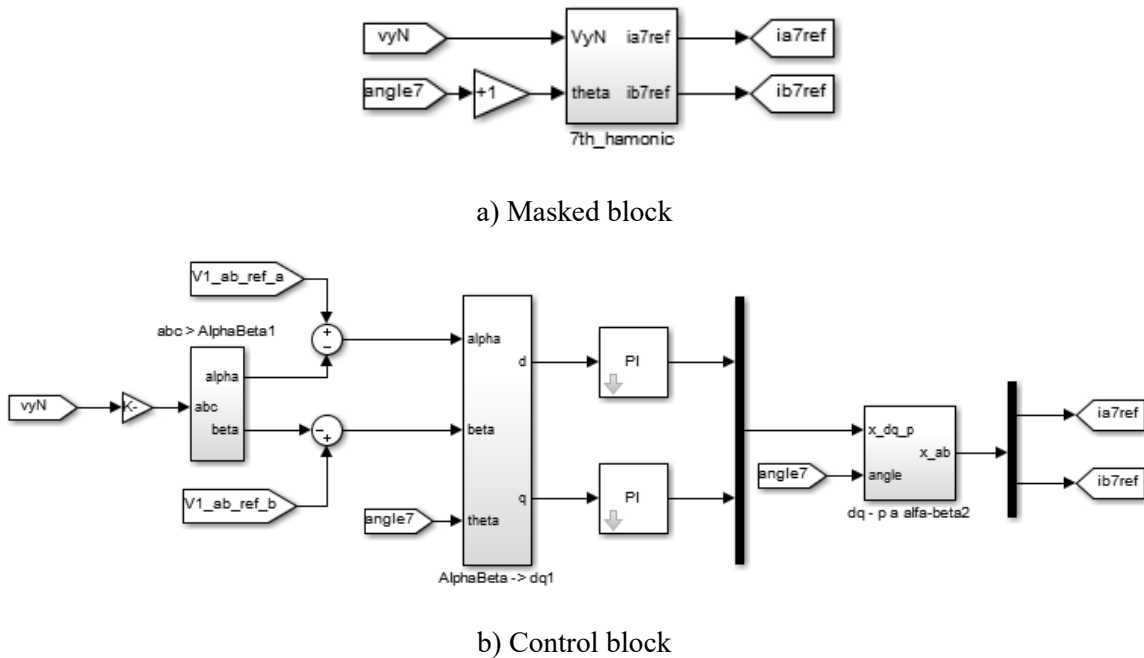 vyN
VyN
ia7ref
ia7ref
angle7
+1
theta
ib7ref
ib7ref
7th_hamonic
a) Masked block
V1_ab_ref_a
abc > AlphaBeta1
+
−
alpha
alpha
d
PI
vyN
K-
abc
beta
−
+
beta
x_dq_p
x_ab
ia7ref
V1_ab_ref_b
angle7
angle
ib7ref
q
PI
dq - p a alfa-beta2
angle7
theta
AlphaBeta -> dq1
b) Control block